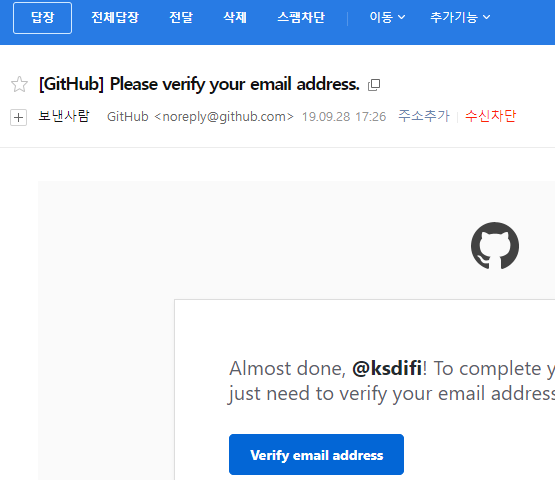 답장 전체답장 전달 삭제 스팸차단 이동 추가기능
[GitHub] Please verify your email address.
보낸사람 GitHub <noreply@github.com> 19.09.28 17:26 주소추가 수신차단
Almost done, @ksdifi! To complete y
just need to verify your email address
Verify email address